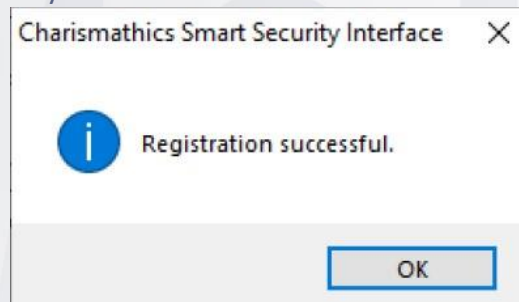 Charismathics Smart Security Interface
Registration successful.
OK